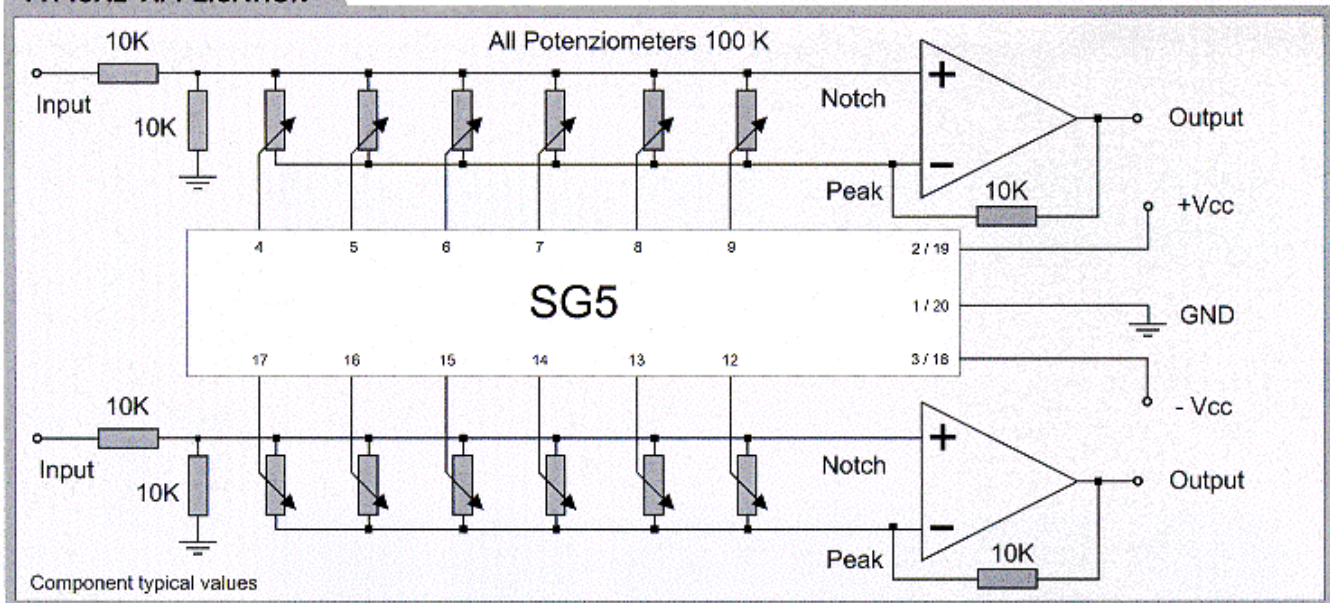 10K
All Potenziometers 100 K
Input
10K
Notch
Output
Peak
10K
+Vcc
4 5 6 7 8 9
2 / 19
SG5
1 / 20
GND
17 16 15 14 13 12
3 / 18
10K
- Vcc
Input
10K
Notch
Output
Peak
10K
Component typical values